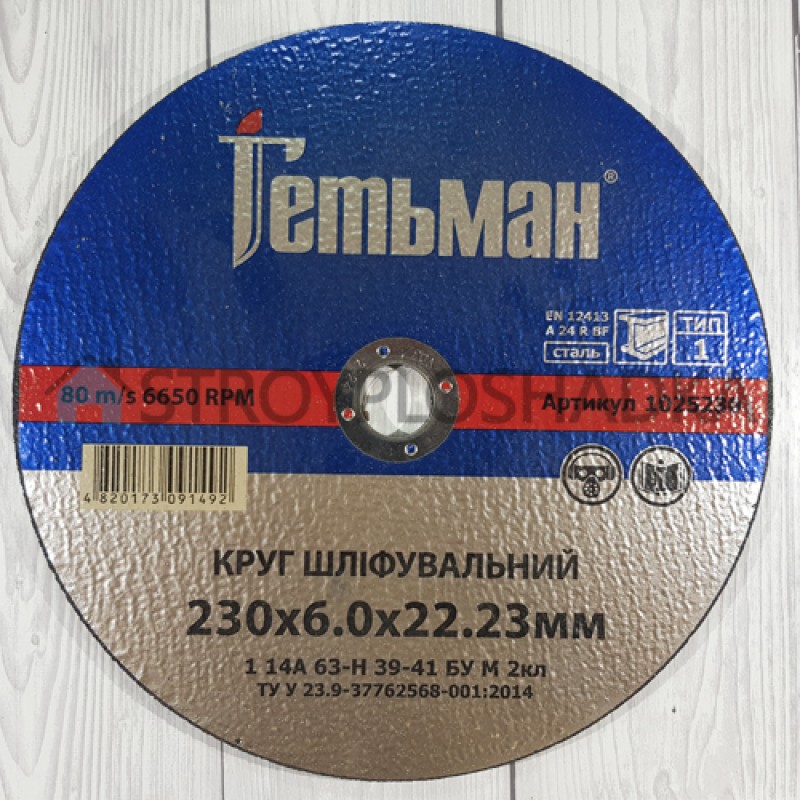 Гетьман®
EN 12413
A 24 R BF
сталь
ТИП
1
80 m/s 6650 RPM
Артикул 1025230
STROYPLOSHADKA
4 820173 091492
КРУГ ШЛІФУВАЛЬНИЙ
230x6.0x22.23мм
1 14А 63-Н 39-41 БУ М 2кл
ТУ У 23.9-37762568-001:2014